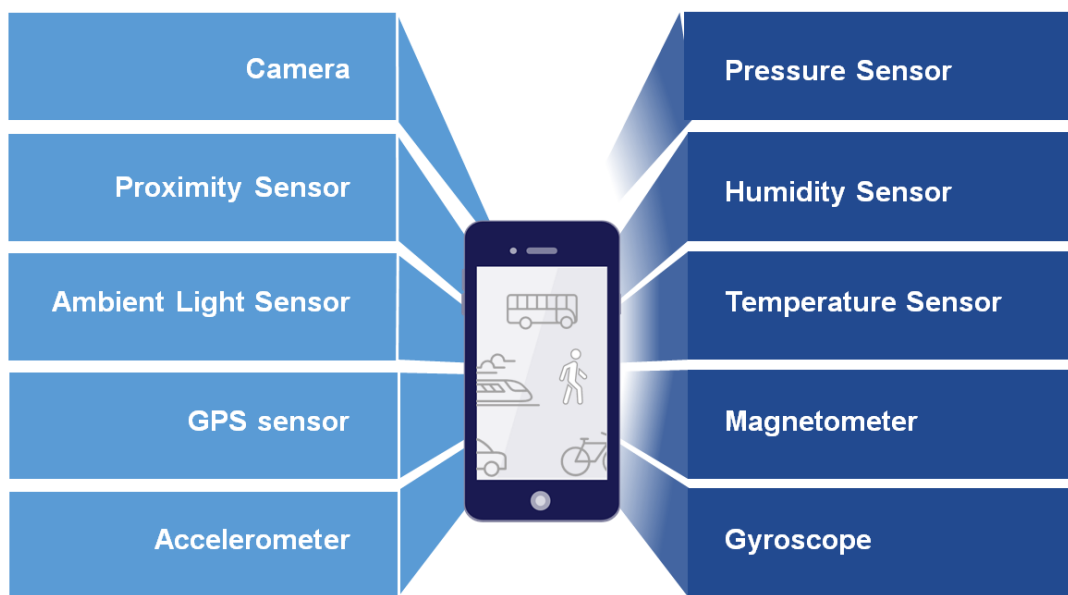 Camera
Proximity Sensor
Ambient Light Sensor
GPS sensor
Accelerometer
Pressure Sensor
Humidity Sensor
Temperature Sensor
Magnetometer
Gyroscope